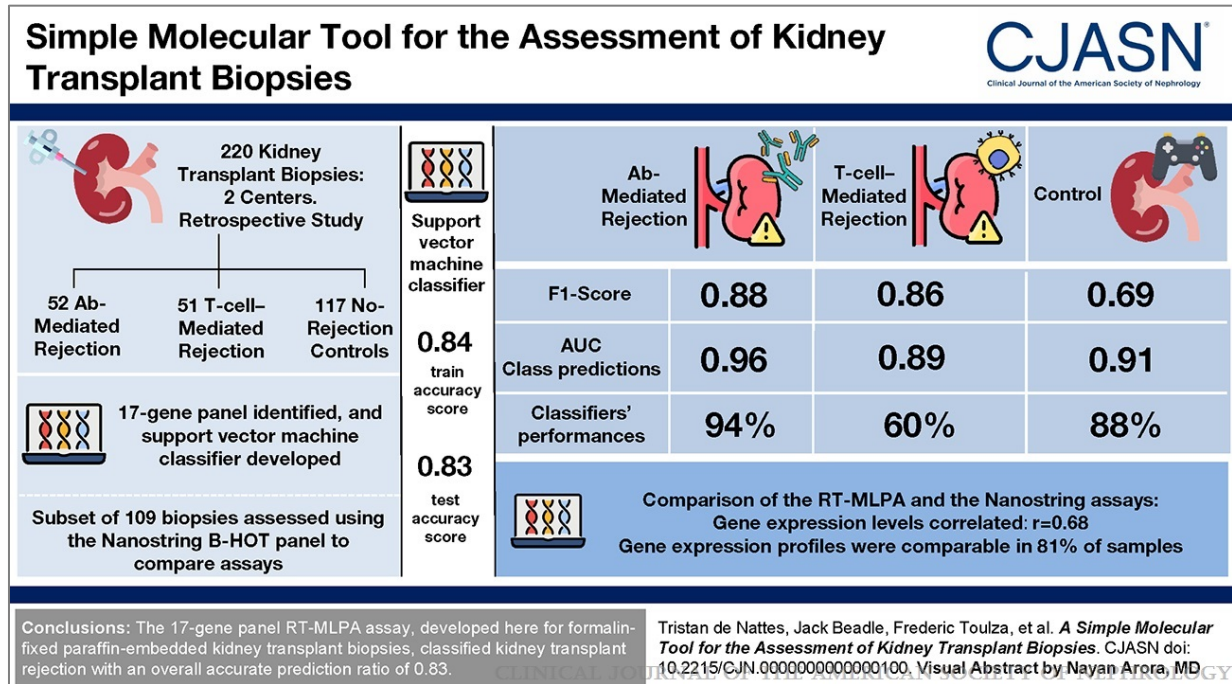 Simple Molecular Tool for the Assessment of Kidney
Transplant Biopsies
CJASN®
Clinical Journal of the American Society of Nephrology
220 Kidney
Transplant Biopsies:
2 Centers.
Retrospective Study
52 Ab-
Mediated
Rejection
51 T-cell–
Mediated
Rejection
117 No-
Rejection
Controls
17-gene panel identified, and
support vector machine
classifier developed
Subset of 109 biopsies assessed using
the Nanostring B-HOT panel to
compare assays
Support
vector
machine
classifier
0.84
train
accuracy
score
0.83
test
accuracy
score
Ab-
Mediated
Rejection
T-cell–
Mediated
Rejection
Control
F1-Score
0.88
0.86
0.69
AUC
Class predictions
0.96
0.89
0.91
Classifiers’
performances
94%
60%
88%
Comparison of the RT-MLPA and the Nanostring assays:
Gene expression levels correlated: r=0.68
Gene expression profiles were comparable in 81% of samples
Conclusions: The 17-gene panel RT-MLPA assay, developed here for formalin-
fixed paraffin-embedded kidney transplant biopsies, classified kidney transplant
rejection with an overall accurate prediction ratio of 0.83.
Tristan de Nattes, Jack Beadle, Frederic Toulza, et al. A Simple Molecular
Tool for the Assessment of Kidney Transplant Biopsies. CJASN doi:
10.2215/CJN.0000000000000100. Visual Abstract by Nayan Arora, MD
CLINICAL JOURNAL OF THE AMERICAN SOCIETY OF NEPHROLOGY